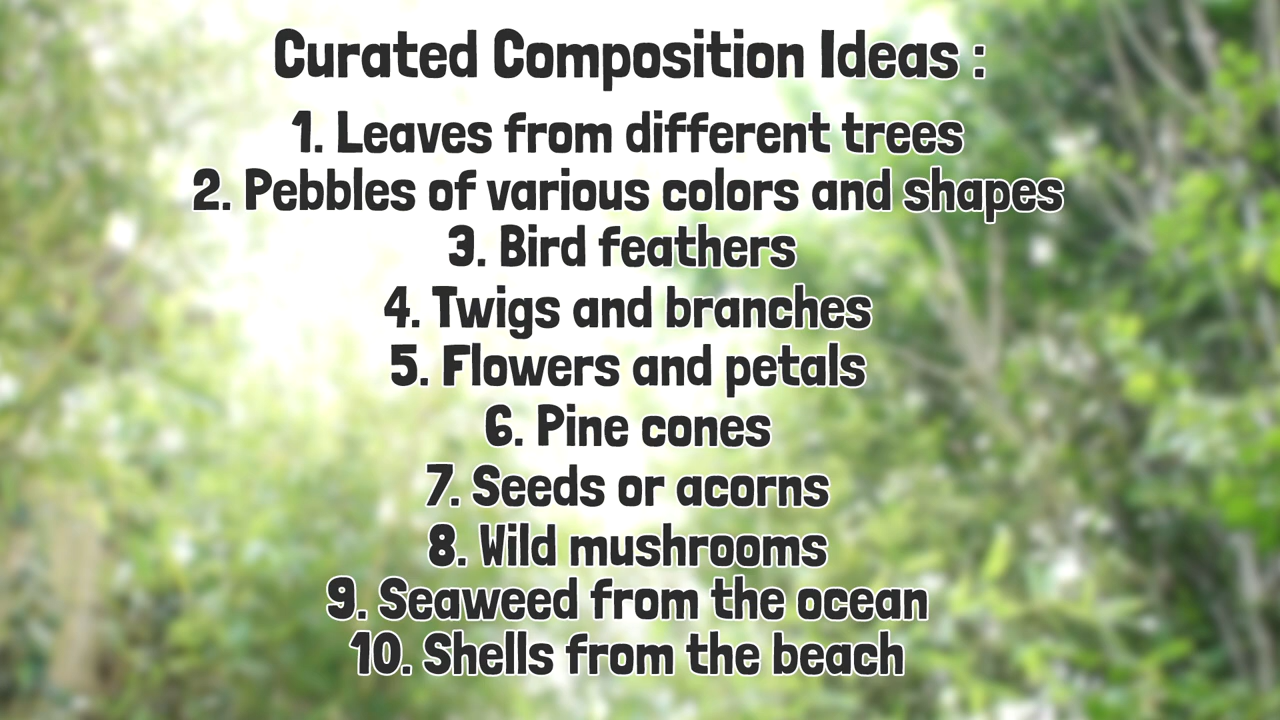 Curated Composition Ideas :
1. Leaves from different trees
2. Pebbles of various colors and shapes
3. Bird feathers
4. Twigs and branches
5. Flowers and petals
6. Pine cones
7. Seeds or acorns
8. Wild mushrooms
9. Seaweed from the ocean
10. Shells from the beach